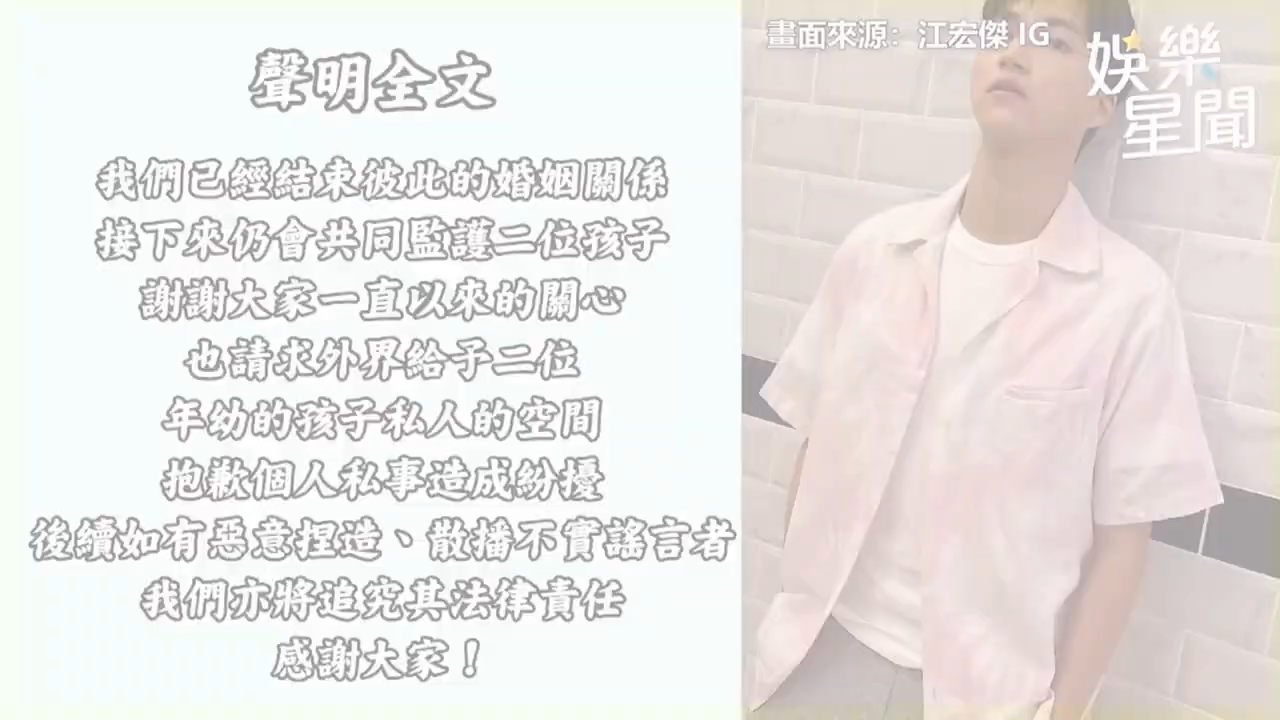 聲明全文
我們已經結束彼此的婚姻關係
接下來仍會共同監護二位孩子
謝謝大家一直以來的關心
也請求外界給予二位
年幼的孩子私人的空間
抱歉個人私事造成紛擾
後續如有惡意捏造、散播不實謠言者
我們亦將追究其法律責任
感謝大家！
畫面來源：江宏傑 IG
娛樂
星聞